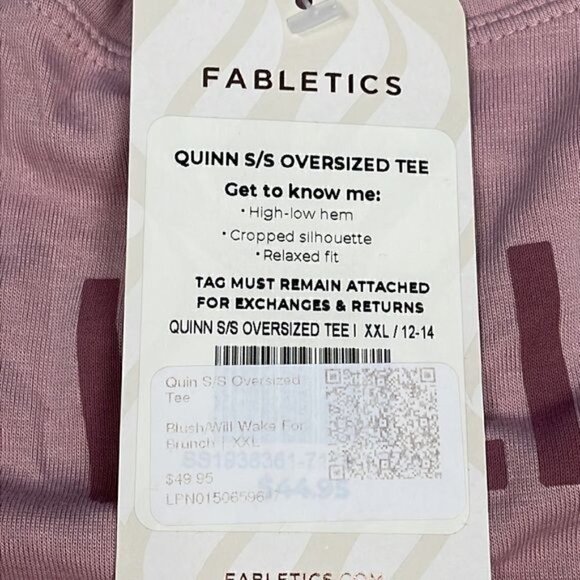 FABLETICS
QUINN S/S OVERSIZED TEE
Get to know me:
• High-low hem
• Cropped silhouette
• Relaxed fit
TAG MUST REMAIN ATTACHED
FOR EXCHANGES & RETURNS
QUINN S/S OVERSIZED TEE | XXL / 12-14
Quin S/S Oversized
Tee
Blush/Will Wake For
Brunch | XXL
$49.95
$44.95
FABLETICS.COM